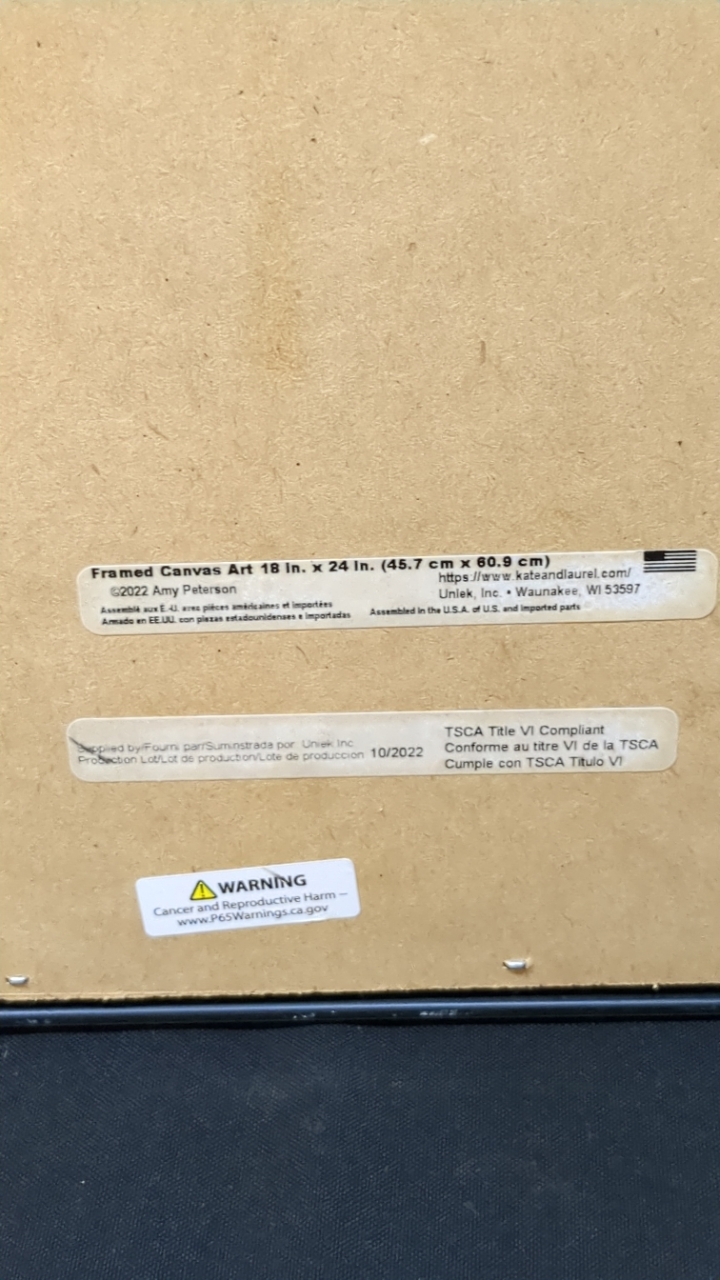 Framed Canvas Art 18 in. x 24 in. (45.7 cm x 60.9 cm)
©2022 Amy Peterson
https://www.kateandlaurel.com/
Uniek, Inc. • Waunakee, WI 53597
Assemblé aux É.-U. avec pièces américaines et importées
Armado en EE.UU. con piezas estadounidenses e importadas
Assembled in the U.S.A. of U.S. and imported parts
Supplied by/Fourni par/Suministrada por: Uniek Inc
Production Lot/Lot de production/Lote de produccion 10/2022
TSCA Title VI Compliant
Conforme au titre VI de la TSCA
Cumple con TSCA Titulo VI
WARNING
Cancer and Reproductive Harm –
www.P65Warnings.ca.gov